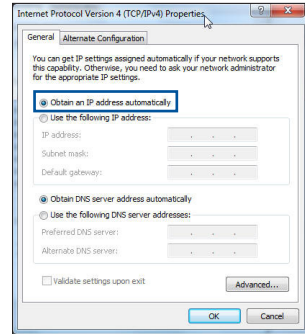 Internet Protocol Version 4 (TCP/IPv4) Properties
General
Alternate Configuration
You can get IP settings assigned automatically if your network supports
this capability. Otherwise, you need to ask your network administrator
for the appropriate IP settings.
Obtain an IP address automatically
Use the following IP address:
IP address:
Subnet mask:
Default gateway:
Obtain DNS server address automatically
Use the following DNS server addresses:
Preferred DNS server:
Alternate DNS server:
Validate settings upon exit
Advanced...
OK
Cancel